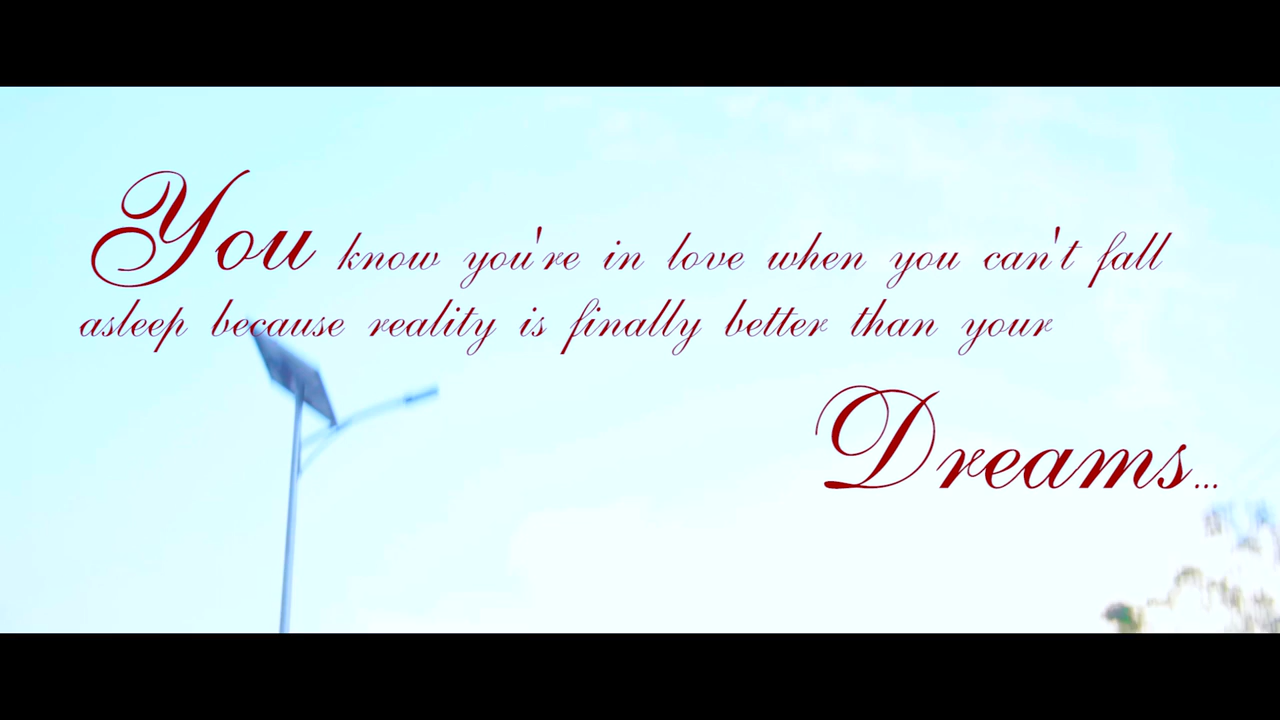 You know you're in love when you can't fall
asleep because reality is finally better than your
Dreams...